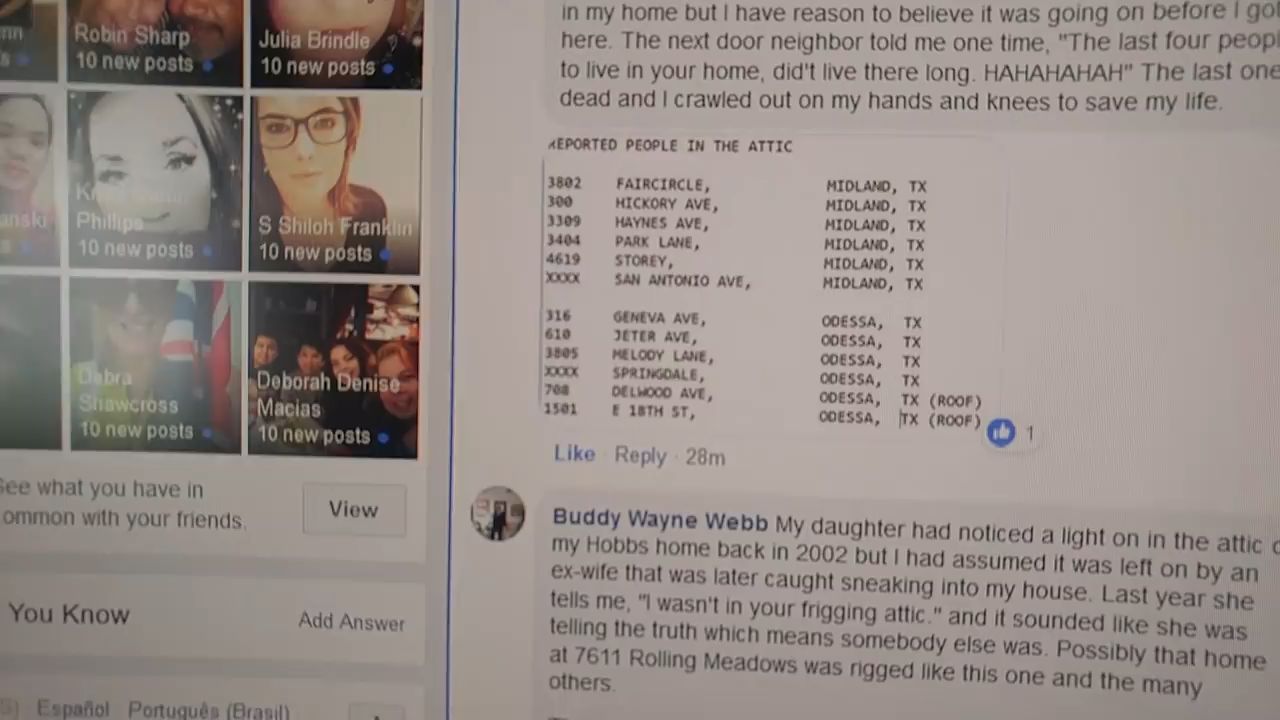 Robin Sharp
10 new posts
Julia Brindle
10 new posts
Phillips
10 new posts
S Shiloh Franklin
10 new posts
Debra
Shawcross
10 new posts
Deborah Denise
Macias
10 new posts
See what you have in
ommon with your friends.
View
You Know
Add Answer
Español Português (Brasil)
in my home but I have reason to believe it was going on before I got
here. The next door neighbor told me one time, "The last four peopl
to live in your home, did't live there long. HAHAHAHAH" The last one
dead and I crawled out on my hands and knees to save my life.
REPORTED PEOPLE IN THE ATTIC
3802 FAIRCIRCLE, MIDLAND, TX
300 HICKORY AVE, MIDLAND, TX
3309 HAYNES AVE, MIDLAND, TX
3404 PARK LANE, MIDLAND, TX
4619 STOREY, MIDLAND, TX
XXXX SAN ANTONIO AVE, MIDLAND, TX
316 GENEVA AVE, ODESSA, TX
610 JETER AVE, ODESSA, TX
3805 MELODY LANE, ODESSA, TX
XXXX SPRINGDALE, ODESSA, TX
708 DELWOOD AVE, ODESSA, TX (ROOF)
1501 E 18TH ST, ODESSA, TX (ROOF)
1
Like · Reply · 28m
Buddy Wayne Webb My daughter had noticed a light on in the attic o
my Hobbs home back in 2002 but I had assumed it was left on by an
ex-wife that was later caught sneaking into my house. Last year she
tells me, "I wasn't in your frigging attic." and it sounded like she was
telling the truth which means somebody else was. Possibly that home
at 7611 Rolling Meadows was rigged like this one and the many
others.